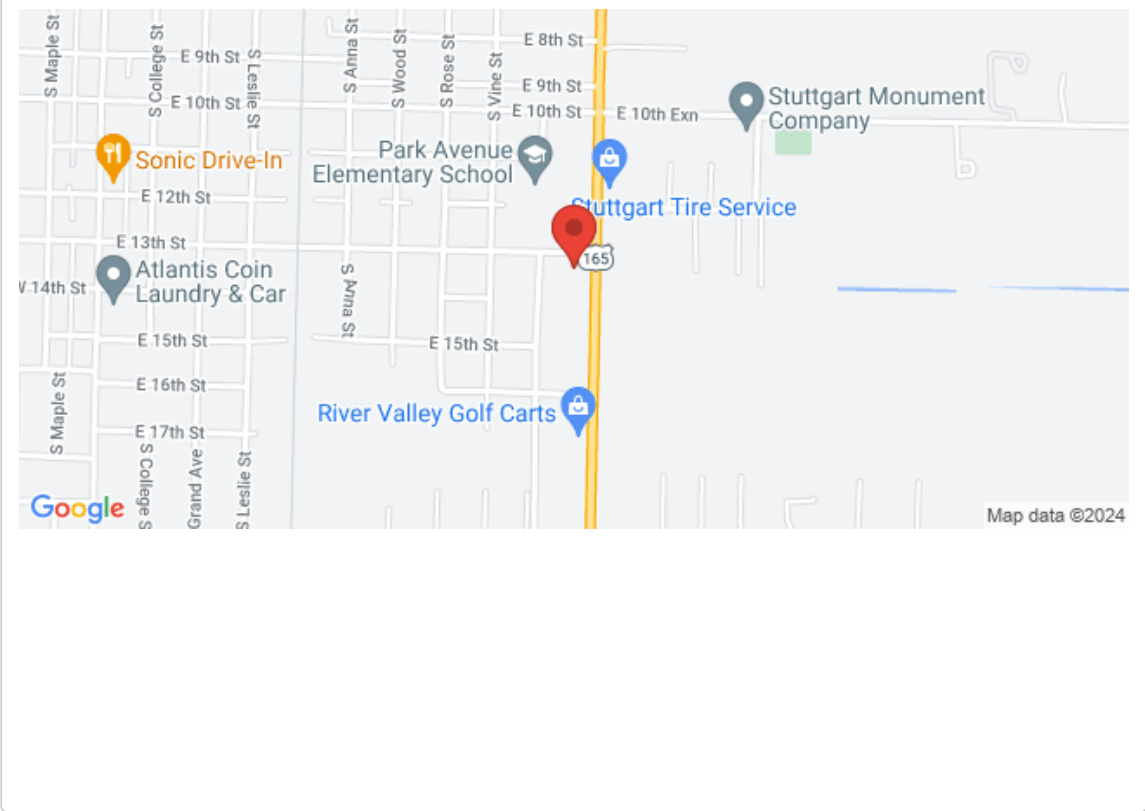 S Maple St
S College St
E 9th St
S Leslie St
S Anna St
S Wood St
S Rose St
S Vine St
E 8th St
E 9th St
E 10th St
E 10th St
E 10th Exn
Stuttgart Monument
Company
Sonic Drive-In
Park Avenue
Elementary School
E 12th St
Stuttgart Tire Service
E 13th St
165
Atlantis Coin
Laundry & Car
W 14th St
S Anna St
E 15th St
E 15th St
E 16th St
S Maple St
River Valley Golf Carts
E 17th St
S College S
Grand Ave
S Leslie St
Google
Map data ©2024